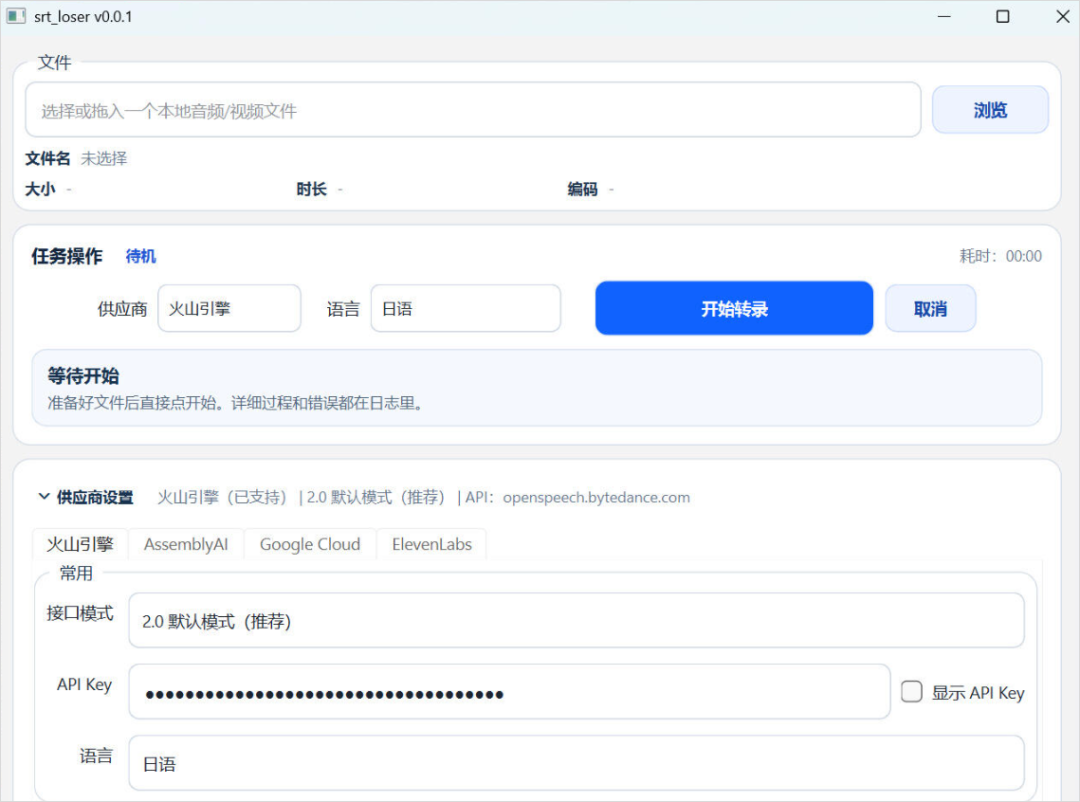 srt_loser v0.0.1
文件
选择或拖入一个本地音频/视频文件
浏览
文件名 未选择
大小 - 时长 - 编码 -
任务操作 待机 耗时：00:00
供应商 火山引擎 语言 日语 开始转录 取消
等待开始
准备好文件后直接点开始。详细过程和错误都在日志里。
供应商设置 火山引擎（已支持） | 2.0 默认模式（推荐） | API：openspeech.bytedance.com
火山引擎 AssemblyAI Google Cloud ElevenLabs
常用
接口模式 2.0 默认模式（推荐）
API Key ●●●●●●●●●●●●●●●●●●●●●●●●●●●●●●●●●●●● 显示 API Key
语言 日语